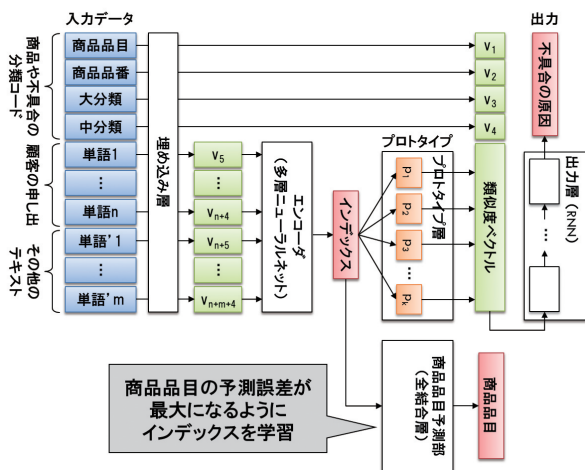 入力データ
出力
商品や不具合の
分類コード
顧客の申し出
その他の
テキスト
商品品目
商品品番
大分類
中分類
単語1
⋮
単語n
単語'1
⋮
単語'm
埋め込み層
v5
⋮
vn+4
vn+5
⋮
vn+m+4
エンコーダ
(多層ニューラルネット)
インデックス
プロトタイプ
プロトタイプ層
p1
p2
p3
…
pk
v1
v2
v3
v4
類似度ベクトル
不具合の原因
出力層(RNN)
…
商品品目の予測誤差が
最大になるように
インデックスを学習
商品品目予測部
(全結合層)
商品品目